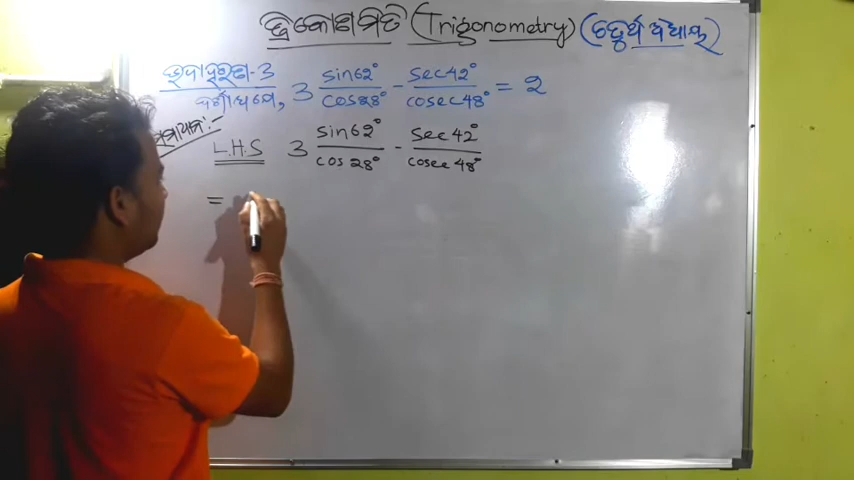 ତ୍ରିକୋଣମିତି (Trigonometry) (ଚତୁର୍ଥ ଅଧ୍ୟାୟ)
ଉଦାହରଣ-3
ଦର୍ଶାଅ ଯେ, 3 sin62°/cos28° - sec42°/cosec48° = 2
ସମାଧାନ:-
L.H.S 3 sin62°/cos28° - sec42°/cosec48°
=